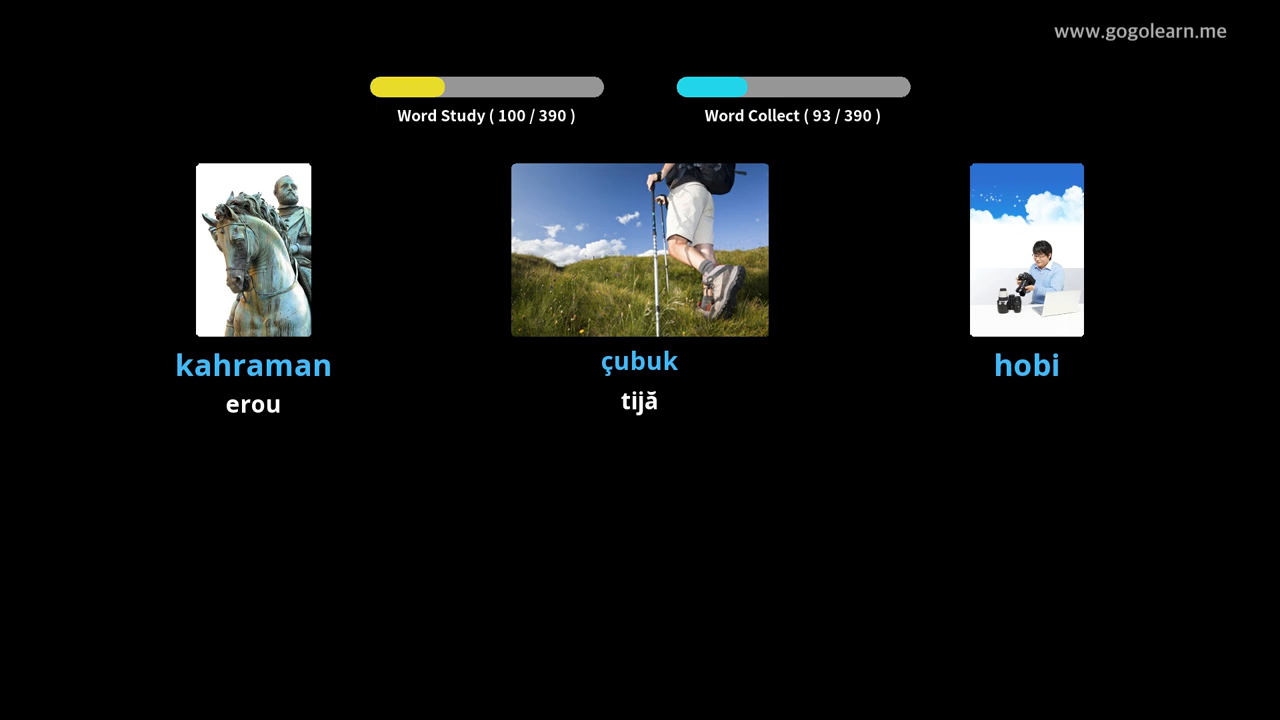 www.gogolearn.me
Word Study ( 100 / 390 )
Word Collect ( 93 / 390 )
kahraman
erou
çubuk
tijă
hobi